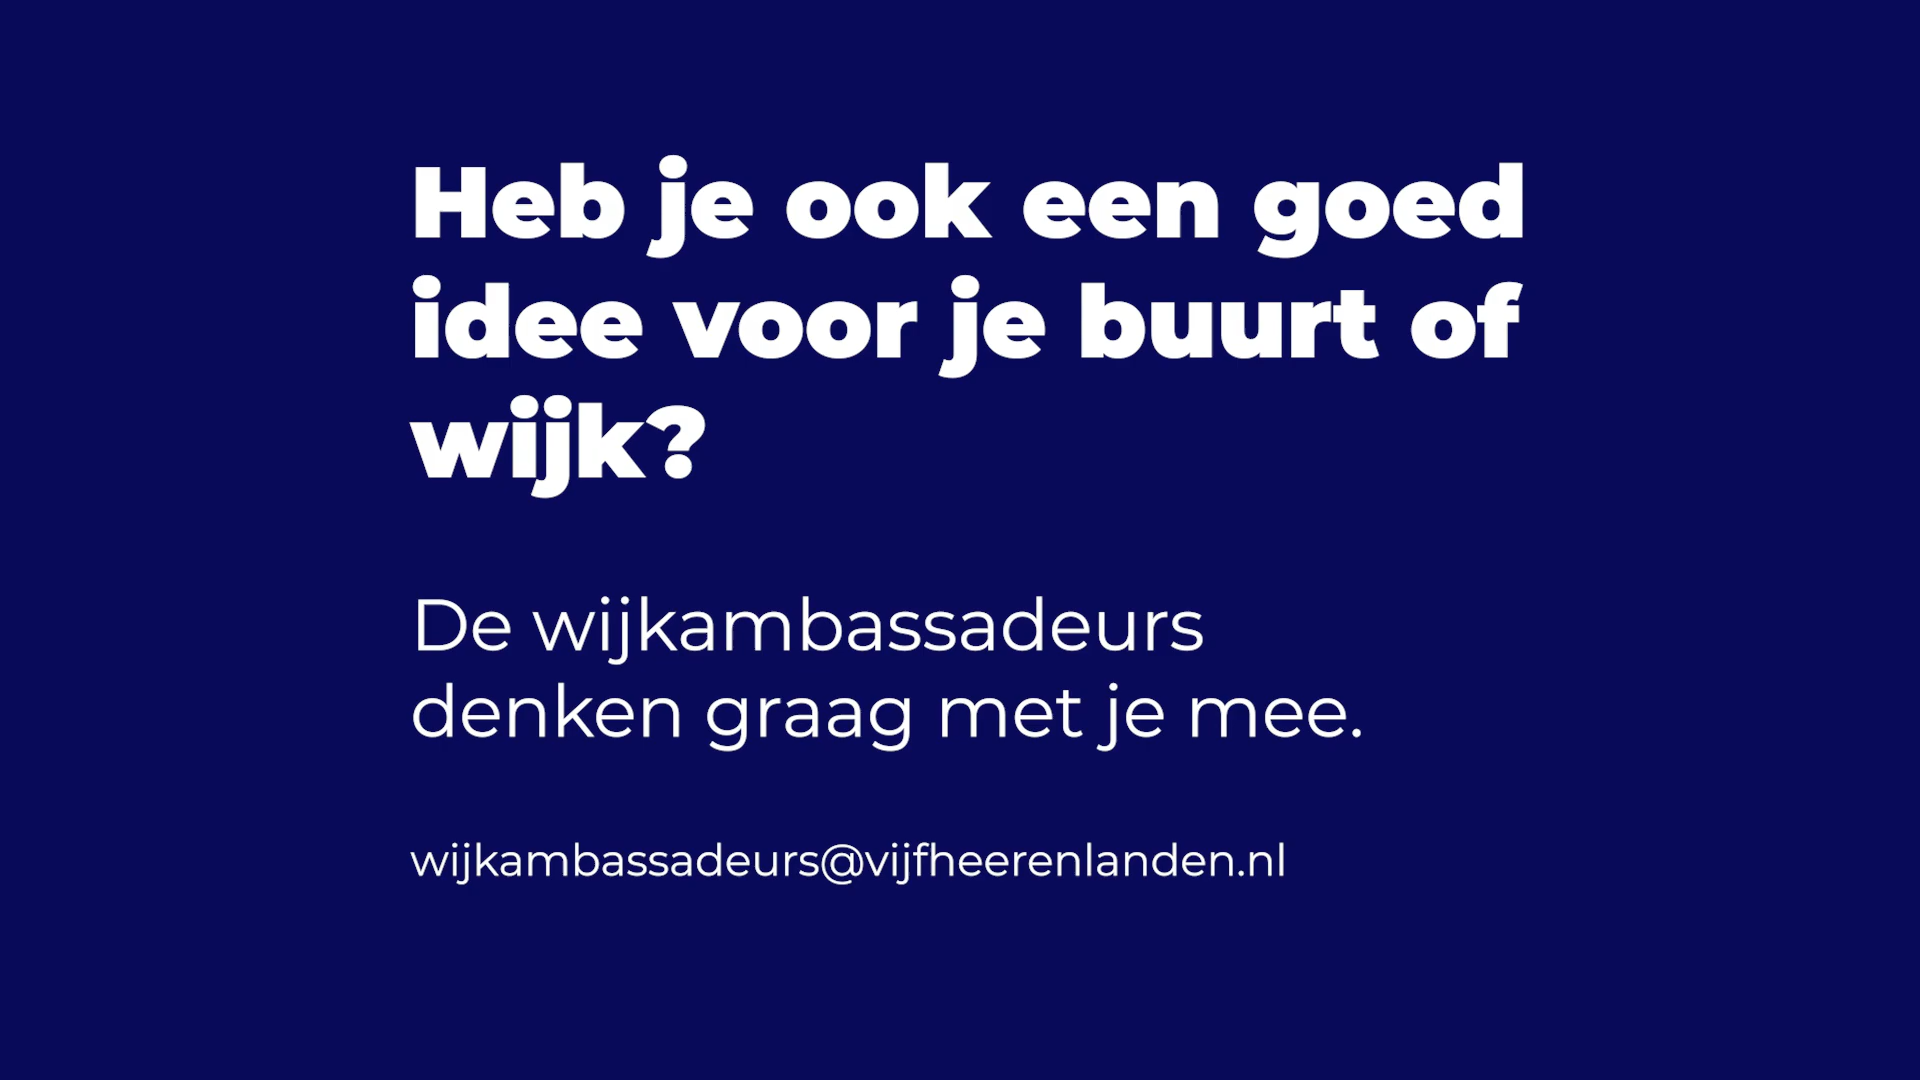 Heb je ook een goed
idee voor je buurt of
wijk?
De wijkambassadeurs
denken graag met je mee.
wijkambassadeurs@vijfheerenlanden.nl